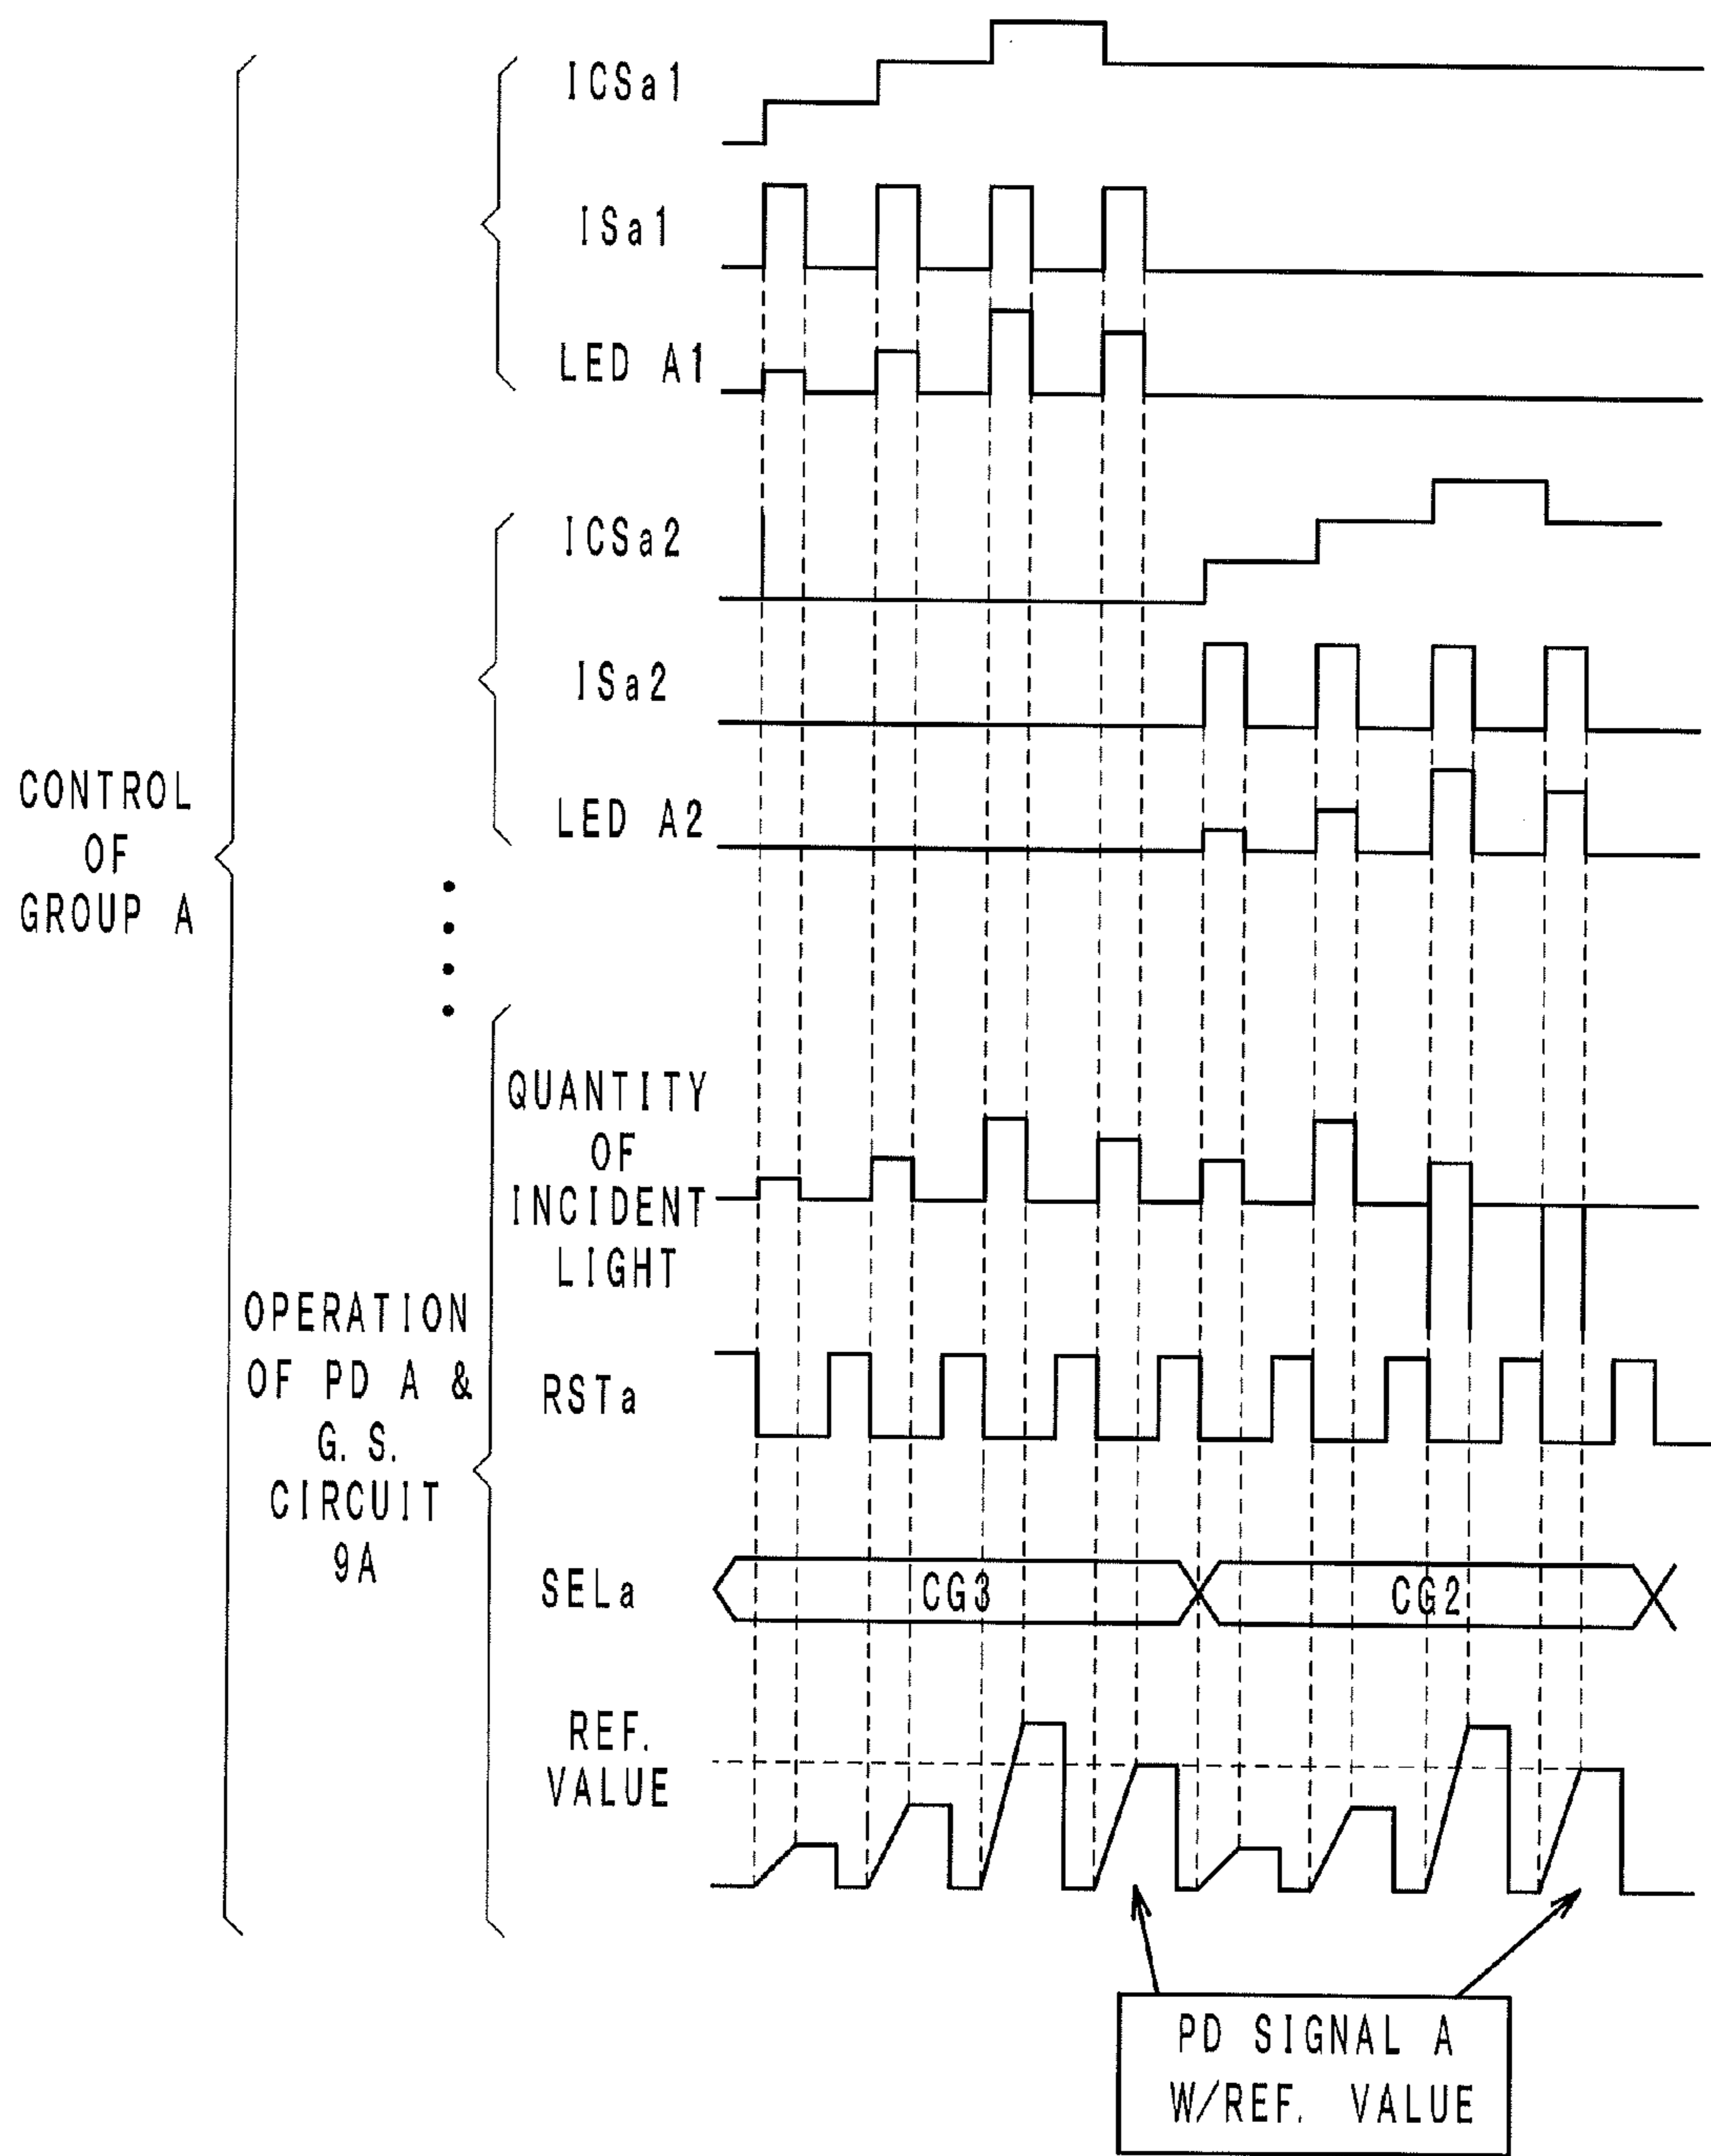 ICSa1
ISa1
LED A1
ICSa2
ISa2
LED A2
CONTROL
OF
GROUP A
QUANTITY
OF
INCIDENT
LIGHT
OPERATION
OF PD A &
G. S.
CIRCUIT
9A
RSTa
SELa
CG3
CG2
REF.
VALUE
PD SIGNAL A
W/REF. VALUE